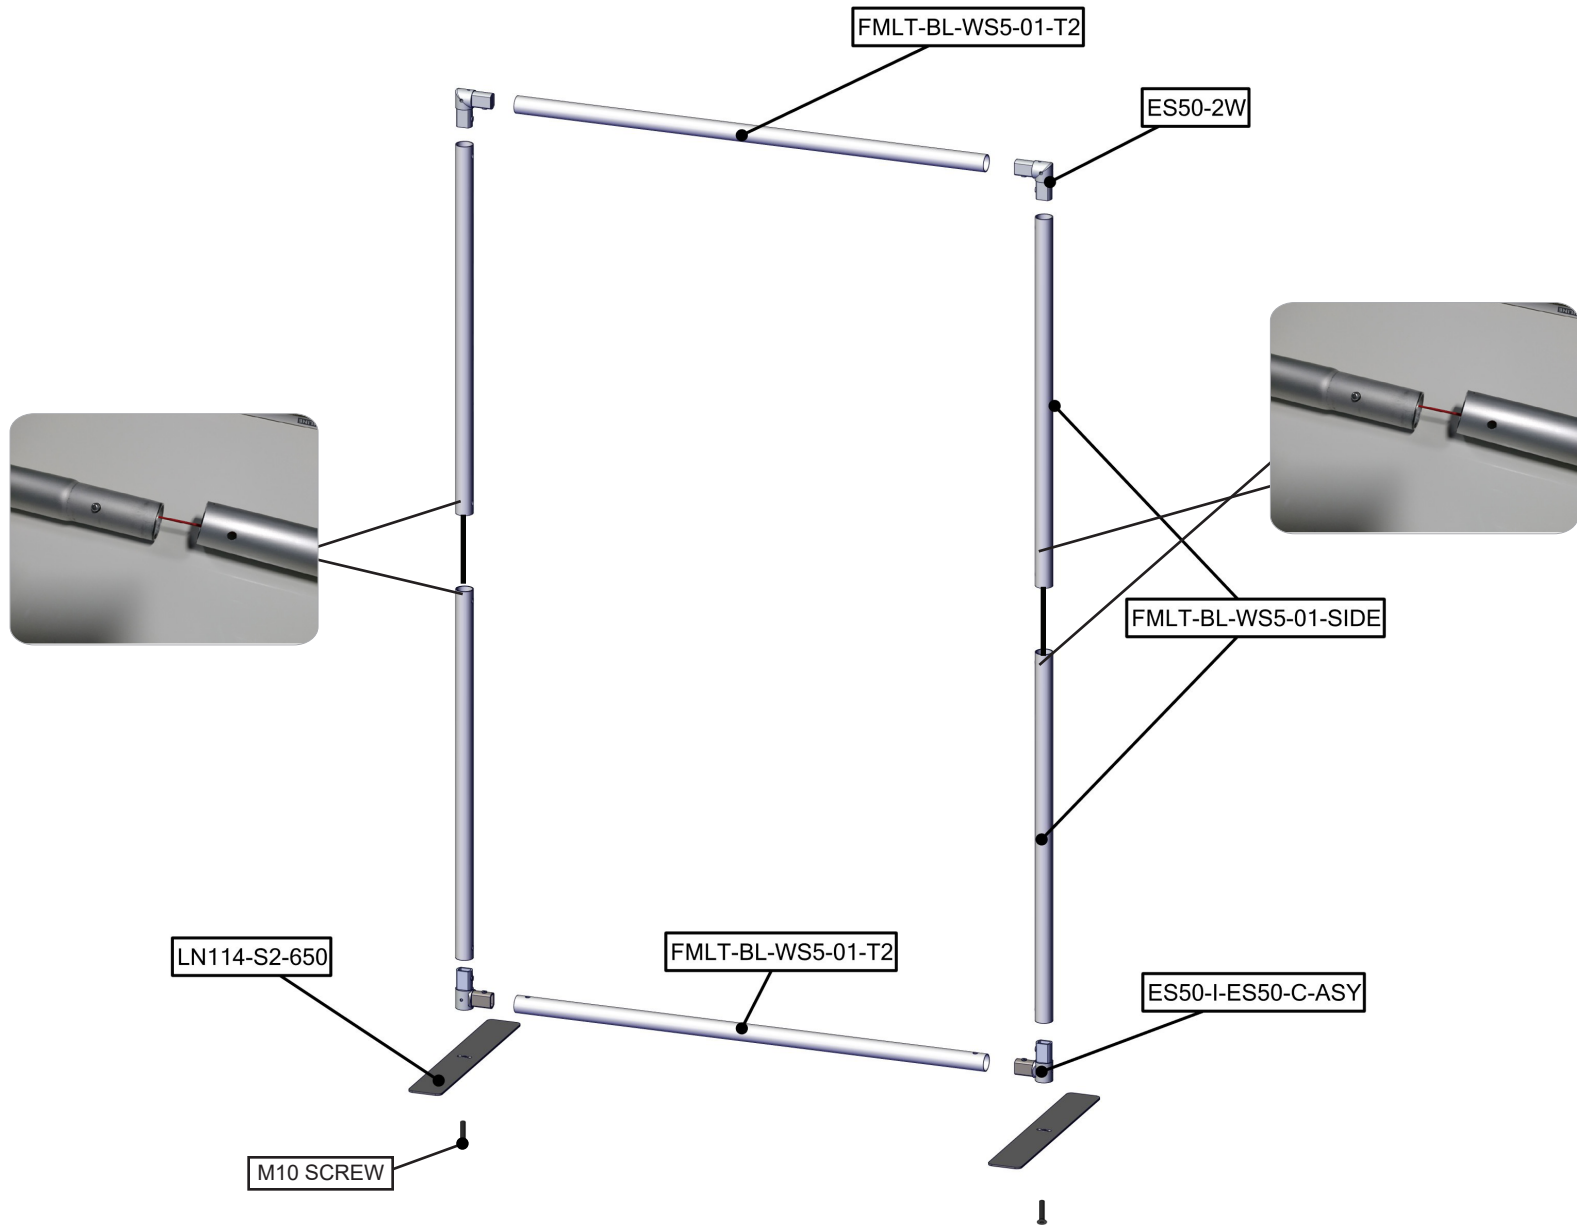 FMLT-BL-WS5-01-T2
ES50-2W
FMLT-BL-WS5-01-SIDE
FMLT-BL-WS5-01-T2
LN114-S2-650
ES50-I-ES50-C-ASY
M10 SCREW